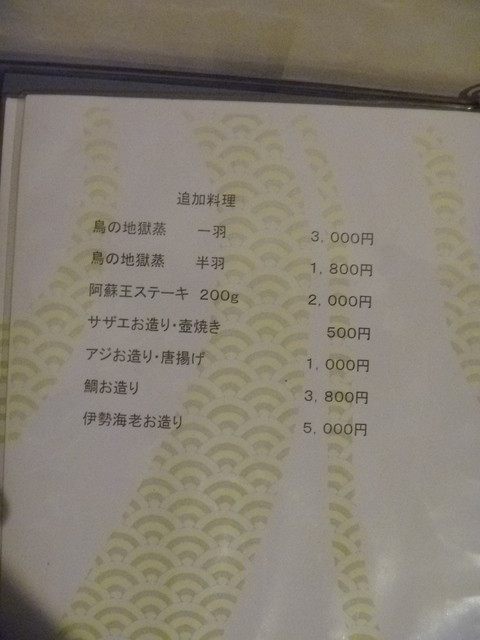 追加料理
鳥の地獄蒸 一羽 3,000円
鳥の地獄蒸 半羽 1,800円
阿蘇王ステーキ 200g 2,000円
サザエお造り・壺焼き 500円
アジお造り・唐揚げ 1,000円
鯛お造り 3,800円
伊勢海老お造り 5,000円